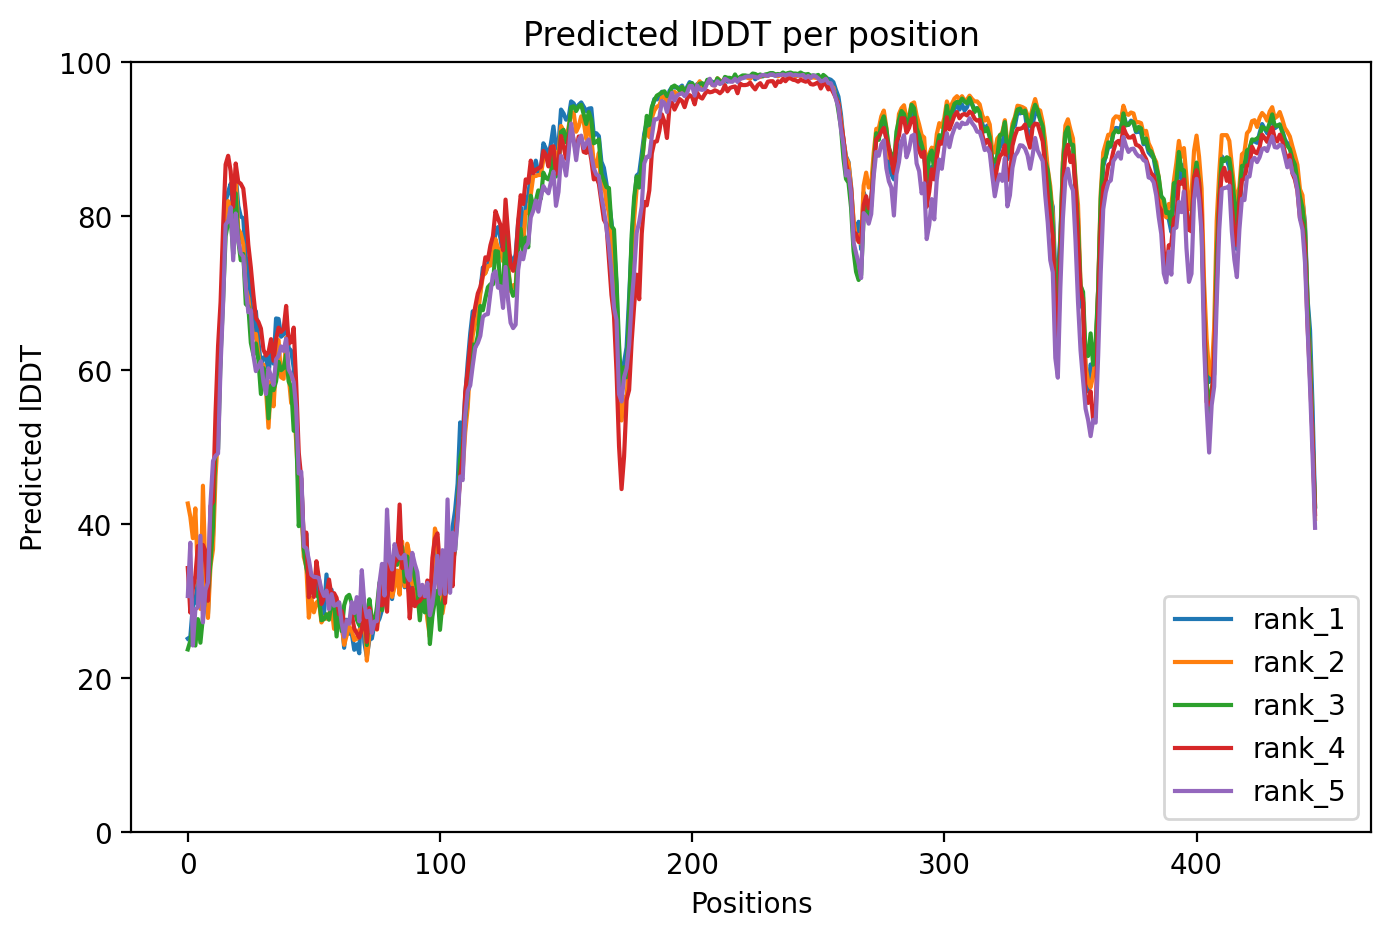 Predicted lDDT per position
100
80
60
40
20
0
Predicted lDDT
0 100 200 300 400
Positions
rank_1
rank_2
rank_3
rank_4
rank_5